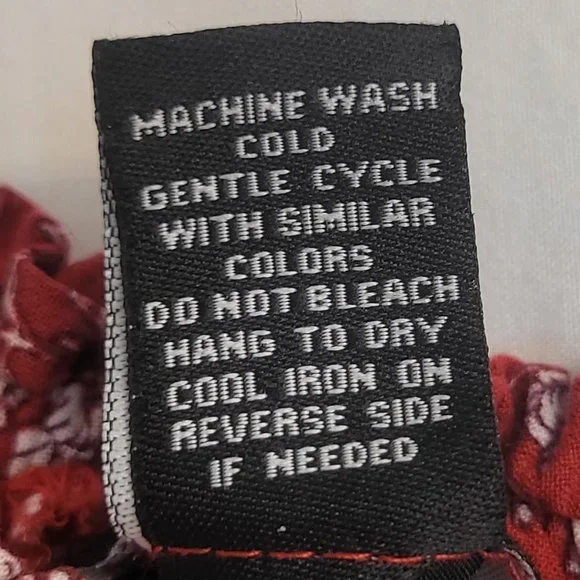 MACHINE WASH
COLD
GENTLE CYCLE
WITH SIMILAR
COLORS
DO NOT BLEACH
HANG TO DRY
COOL IRON ON
REVERSE SIDE
IF NEEDED